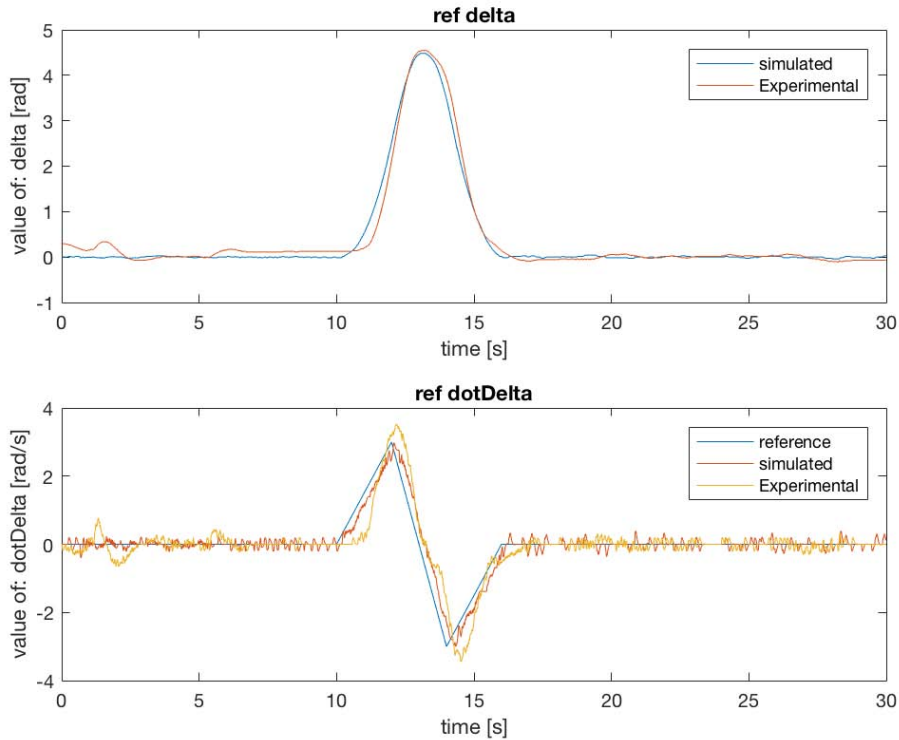 ref delta
5
4
3
2
1
0
-1
value of: delta [rad]
simulated
Experimental
0 5 10 15 20 25 30
time [s]
ref dotDelta
4
2
0
-2
-4
value of: dotDelta [rad/s]
reference
simulated
Experimental
0 5 10 15 20 25 30
time [s]